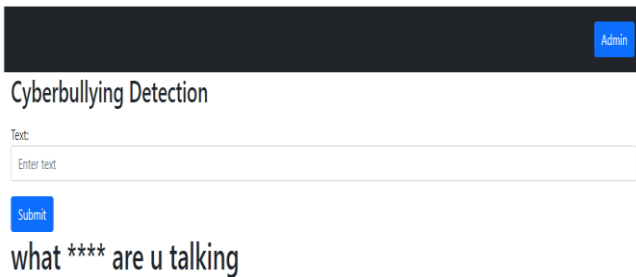 Admin
Cyberbullying Detection
Text:
Enter text
Submit
what **** are u talking